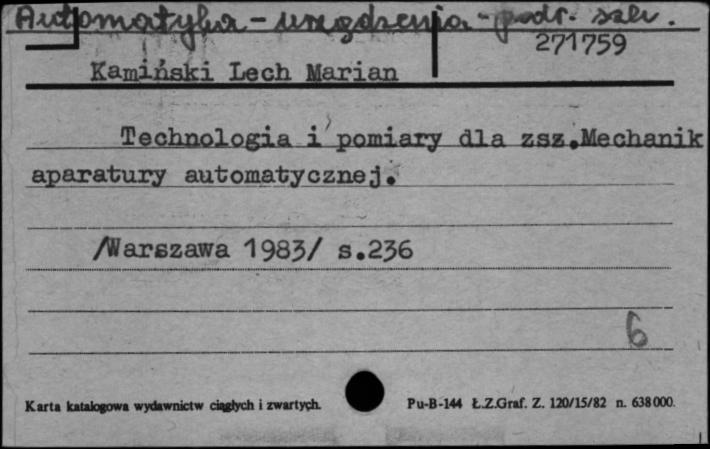 Automatyka - urządzenia - podr. szk.
271759
Kamiński Lech Marian
Technologia i pomiary dla zsz.Mechanik
aparatury automatycznej.
/Warszawa 1983/ s.236
6
Karta katalogowa wydawnictw ciągłych i zwartych.
Pu-B-144 Ł.Z.Graf. Z. 120/15/82 n. 638000.